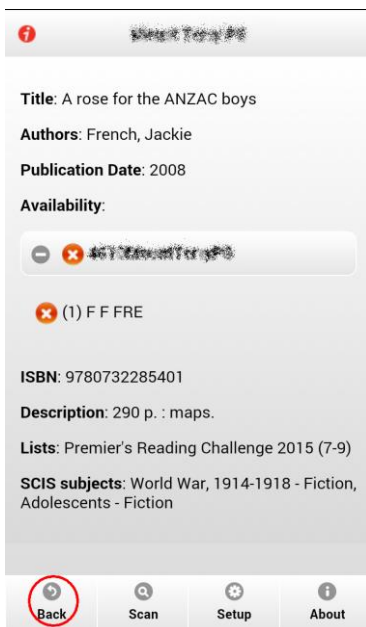 Title: A rose for the ANZAC boys
Authors: French, Jackie
Publication Date: 2008
Availability:
(1) F F FRE
ISBN: 9780732285401
Description: 290 p. : maps.
Lists: Premier's Reading Challenge 2015 (7-9)
SCIS subjects: World War, 1914-1918 - Fiction,
Adolescents - Fiction
Back Scan Setup About